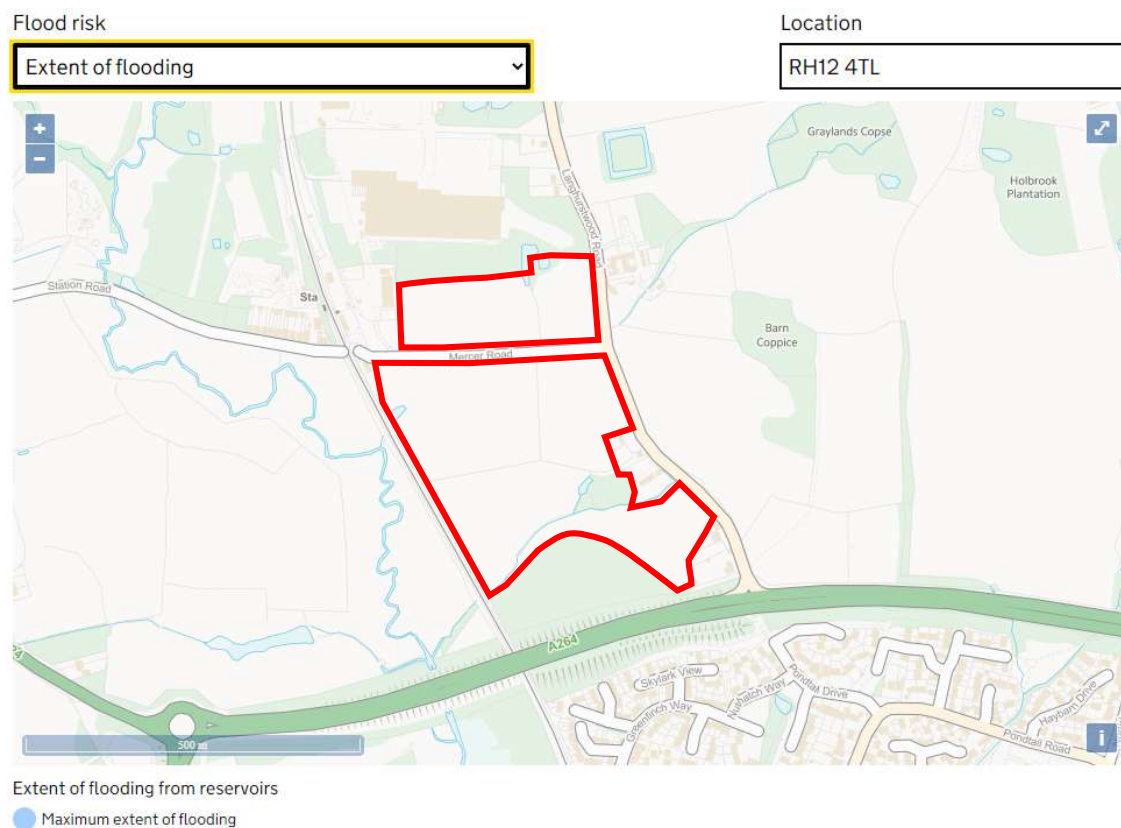 Flood risk
Location
Extent of flooding
RH12 4TL
+
−
Graylands Copse
Langhurstwood Road
Holbrook
Plantation
Station Road
Sta
Barn
Coppice
Mercer Road
A264
24
Skylark View
Nuthatch Way
Pondtail Drive
Greenfinch Way
Haybarn Drive
Pondtail Road
500 m
i
Extent of flooding from reservoirs
Maximum extent of flooding